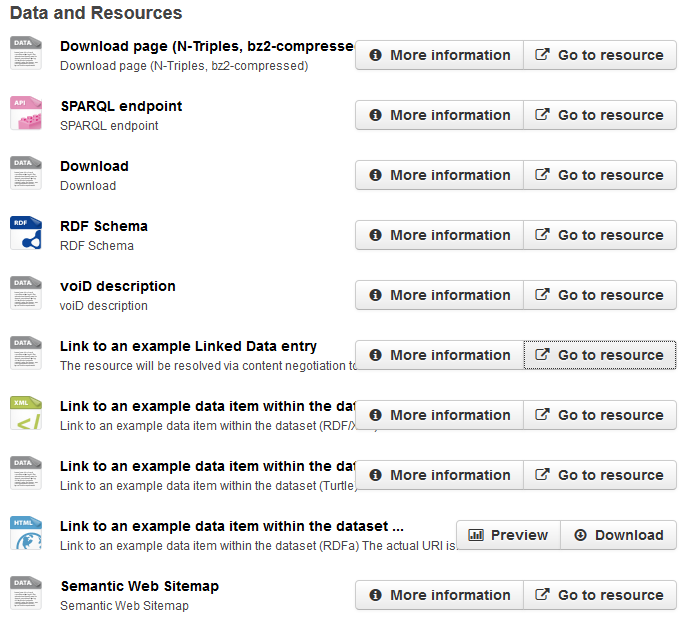 Data and Resources
DATA
Download page (N-Triples, bz2-compresse
Download page (N-Triples, bz2-compressed)
More information
Go to resource
API
SPARQL endpoint
SPARQL endpoint
More information
Go to resource
DATA
Download
Download
More information
Go to resource
RDF
RDF Schema
RDF Schema
More information
Go to resource
DATA
voiD description
voiD description
More information
Go to resource
DATA
Link to an example Linked Data entry
The resource will be resolved via content negotiation to
More information
Go to resource
XML
Link to an example data item within the dat
Link to an example data item within the dataset (RDF/X
More information
Go to resource
DATA
Link to an example data item within the dat
Link to an example data item within the dataset (Turtle)
More information
Go to resource
HTML
Link to an example data item within the dataset ...
Link to an example data item within the dataset (RDFa) The actual URI is
Preview
Download
DATA
Semantic Web Sitemap
Semantic Web Sitemap
More information
Go to resource